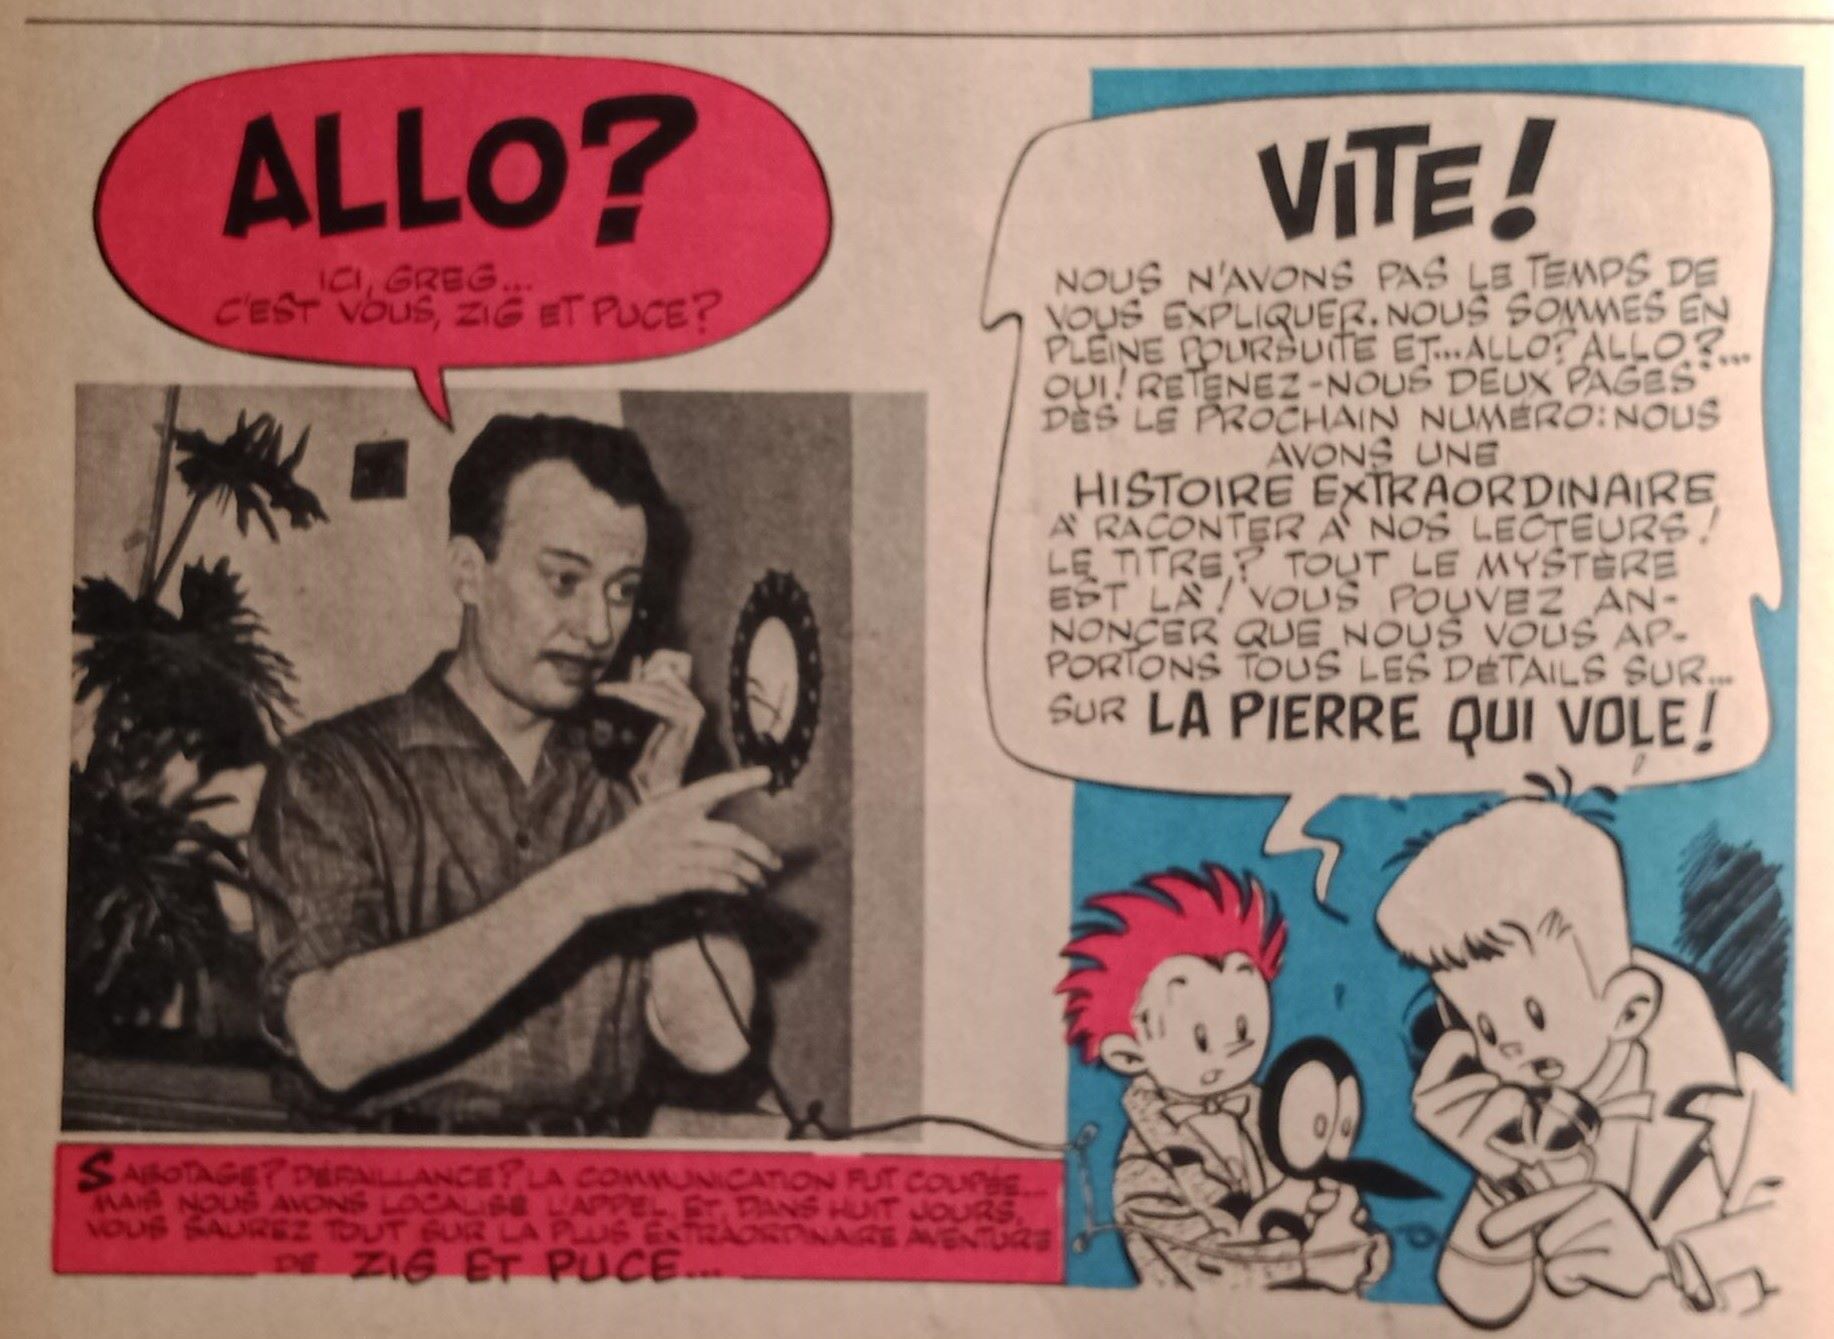 ALLO?
ICI, GREG...
C'EST VOUS, ZIG ET PUCE?
VITE!
NOUS N'AVONS PAS LE TEMPS DE
VOUS EXPLIQUER. NOUS SOMMES EN
PLEINE POURSUITE ET... ALLO? ALLO?...
OUI! RETENEZ-NOUS DEUX PAGES
DÈS LE PROCHAIN NUMÉRO: NOUS
AVONS UNE
HISTOIRE EXTRAORDINAIRE
À RACONTER À NOS LECTEURS!
LE TITRE? TOUT LE MYSTÈRE
EST LÀ! VOUS POUVEZ AN-
NONCER QUE NOUS VOUS AP-
PORTONS TOUS LES DÉTAILS SUR...
SUR LA PIERRE QUI VOLE!
SABOTAGE? DÉFAILLANCE? LA COMMUNICATION FUT COUPÉE...
MAIS NOUS AVONS LOCALISÉ L'APPEL ET, DANS HUIT JOURS,
VOUS SAUREZ TOUT SUR LA PLUS EXTRAORDINAIRE AVENTURE
DE ZIG ET PUCE...